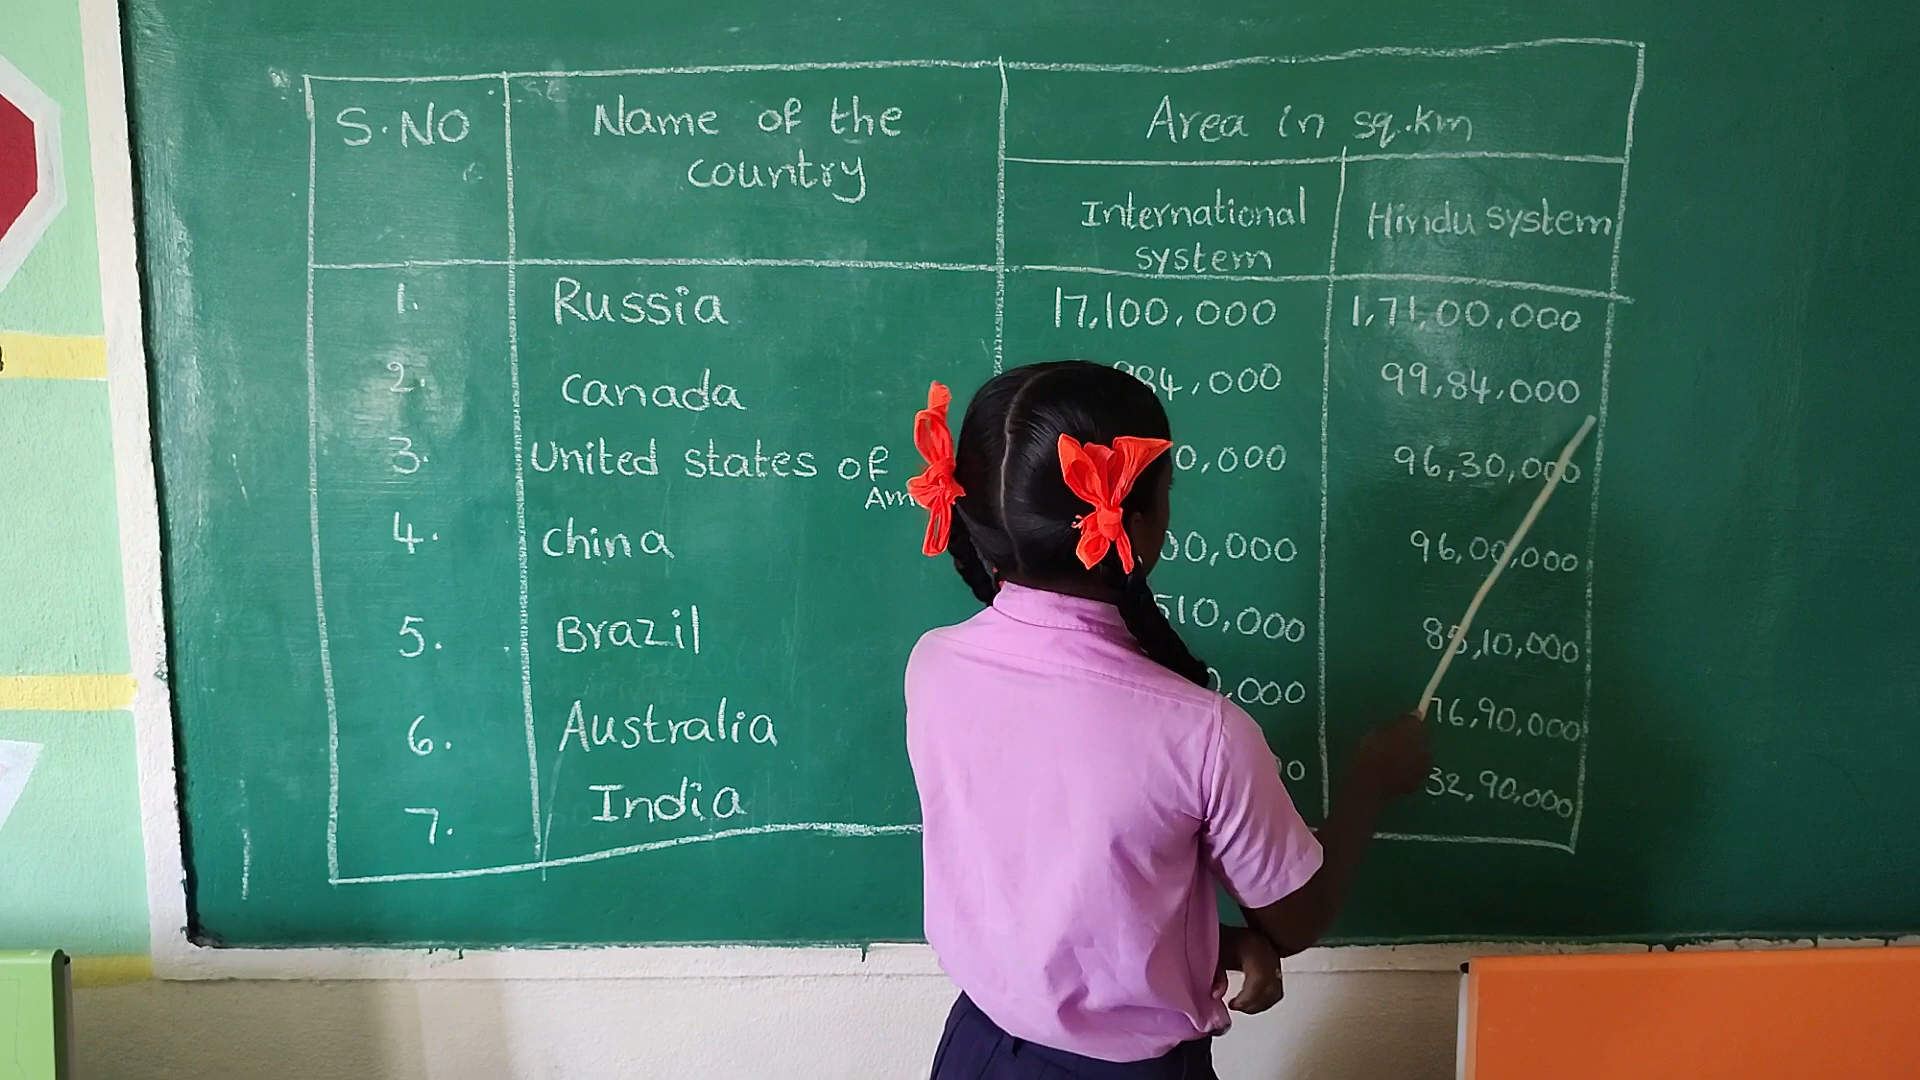 S.NO
Name of the
country
Area in sq.km
International
system
Hindu system
1. Russia 17,100,000 1,71,00,000
2. Canada 984,000 99,84,000
3. United states of 0,000 96,30,000
4. China 00,000 96,00,000
5. Brazil 510,000 85,10,000
6. Australia 0,000 76,90,000
7. India 32,90,000